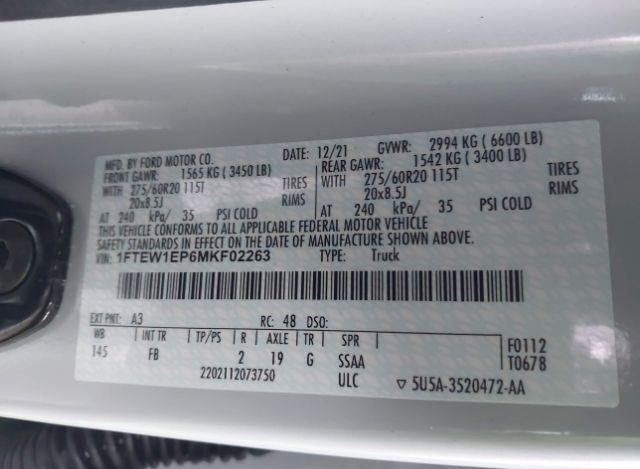 MFD. BY FORD MOTOR CO. DATE: 12/21 GVWR: 2994 KG ( 6600 LB)
FRONT GAWR: 1565 KG ( 3450 LB) REAR GAWR: 1542 KG ( 3400 LB)
WITH 275/60R20 115T TIRES WITH 275/60R20 115T TIRES
20x8.5J RIMS 20x8.5J RIMS
AT 240 kPa/ 35 PSI COLD AT 240 kPa/ 35 PSI COLD
THIS VEHICLE CONFORMS TO ALL APPLICABLE FEDERAL MOTOR VEHICLE
SAFETY STANDARDS IN EFFECT ON THE DATE OF MANUFACTURE SHOWN ABOVE.
VIN: 1FTEW1EP6MKF02263 TYPE: Truck
EXT PNT: A3 RC: 48 DSO:
WB INT TR TP/PS R AXLE TR SPR F0112
145 FB 2 19 G SSAA T0678
2202112073750 ULC ▽ 5U5A-3520472-AA